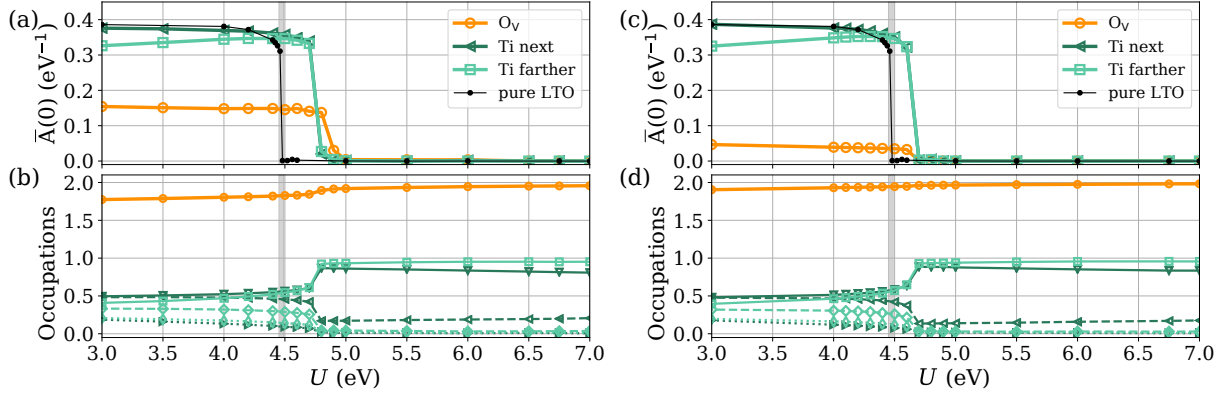 (a)
Ā(0) (eV⁻¹)
0.4
0.3
0.2
0.1
0.0
O_V
Ti next
Ti farther
pure LTO
(b)
Occupations
2.0
1.5
1.0
0.5
0.0
3.0 3.5 4.0 4.5 5.0 5.5 6.0 6.5 7.0
U (eV)
(c)
Ā(0) (eV⁻¹)
0.4
0.3
0.2
0.1
0.0
O_V
Ti next
Ti farther
pure LTO
(d)
Occupations
2.0
1.5
1.0
0.5
0.0
3.0 3.5 4.0 4.5 5.0 5.5 6.0 6.5 7.0
U (eV)